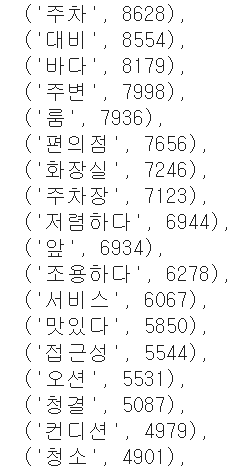 ('주차', 8628),
('대비', 8554),
('바다', 8179),
('주변', 7998),
('룸', 7936),
('편의점', 7656),
('화장실', 7246),
('주차장', 7123),
('저렴하다', 6944),
('앞', 6934),
('조용하다', 6278),
('서비스', 6067),
('맛있다', 5850),
('접근성', 5544),
('오션', 5531),
('청결', 5087),
('컨디션', 4979),
('청소', 4901),